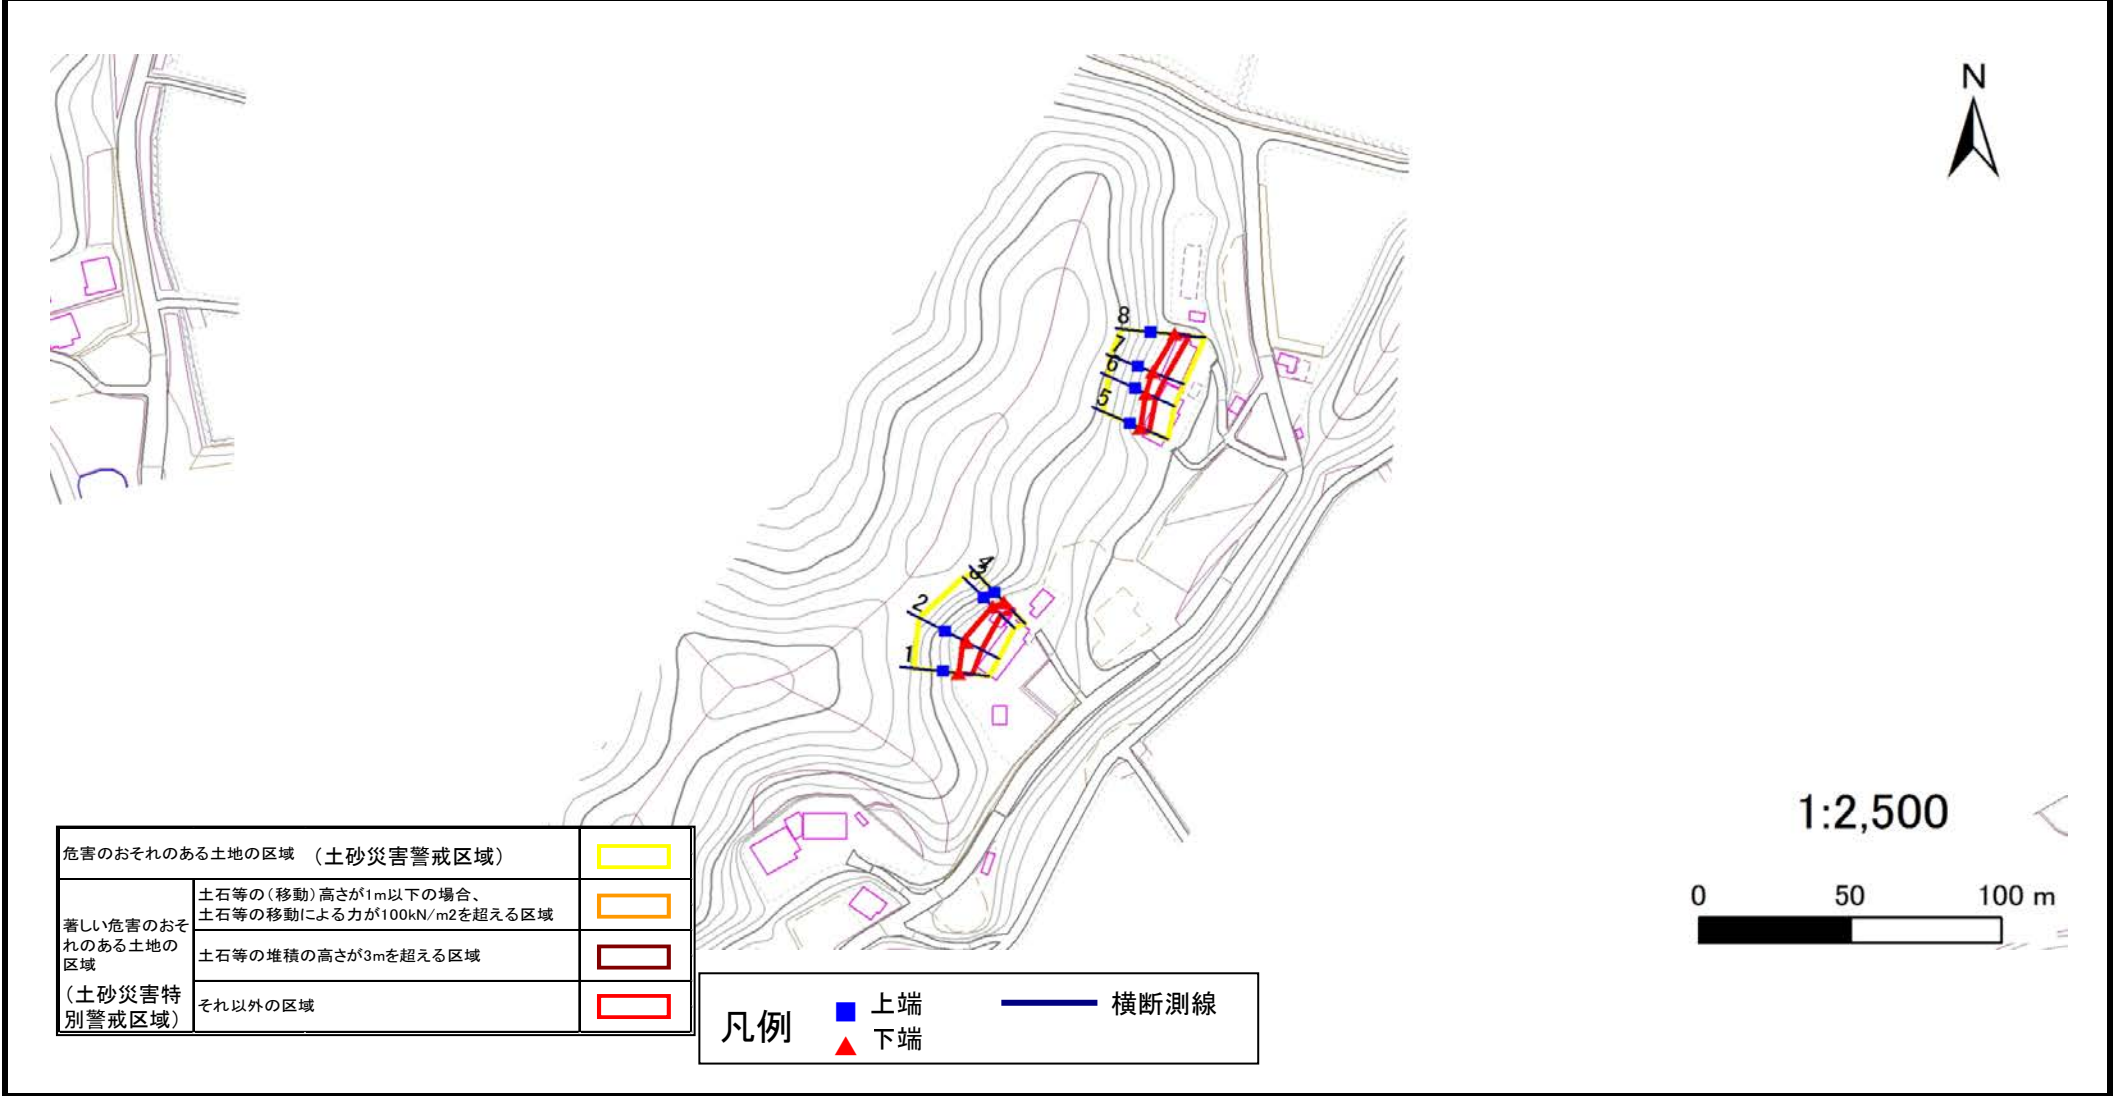 N
8
7
6
5
4
3
2
1
1:2,500
0 50 100 m
危害のおそれのある土地の区域 （土砂災害警戒区域）
著しい危害のおそ
れのある土地の
区域
（土砂災害特
別警戒区域）
土石等の（移動）高さが1m以下の場合、
土石等の移動による力が100kN/m2を超える区域
土石等の堆積の高さが3mを超える区域
それ以外の区域
凡例
上端
下端
横断測線